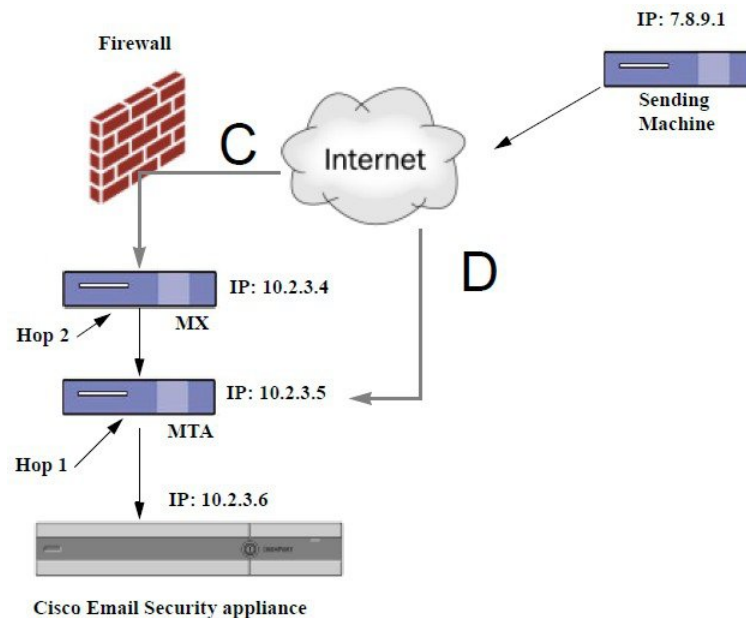 IP: 7.8.9.1
Firewall
Sending
Machine
C
Internet
D
IP: 10.2.3.4
MX
Hop 2
IP: 10.2.3.5
MTA
Hop 1
IP: 10.2.3.6
IRONPORT
Cisco Email Security appliance